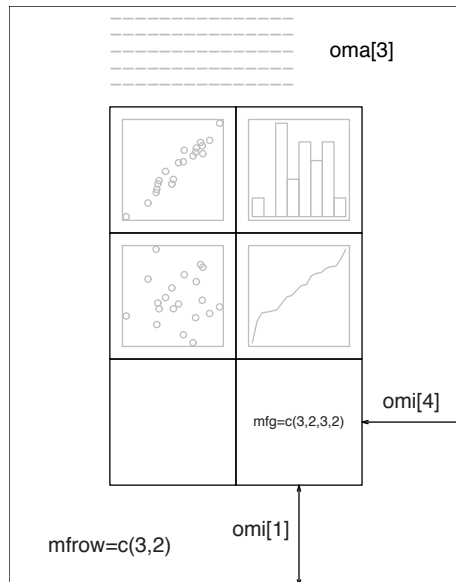 oma[3]
mfg=c(3,2,3,2)
omi[4]
omi[1]
mfrow=c(3,2)